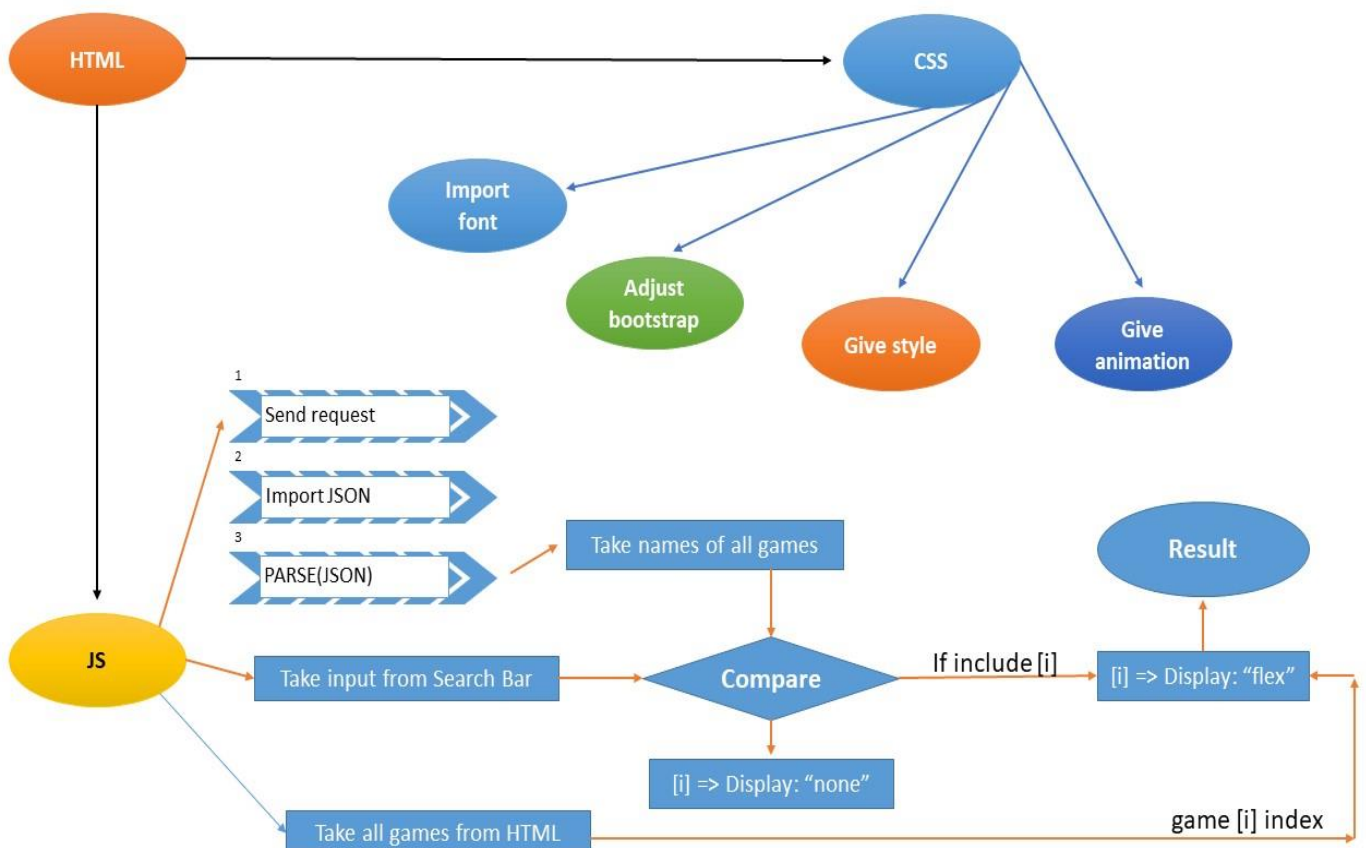 HTML
CSS
Import
font
Adjust
bootstrap
Give style
Give
animation
1
Send request
2
Import JSON
3
PARSE(JSON)
Take names of all games
Result
JS
Take input from Search Bar
Compare
If include [i]
[i] => Display: “flex”
[i] => Display: “none”
Take all games from HTML
game [i] index